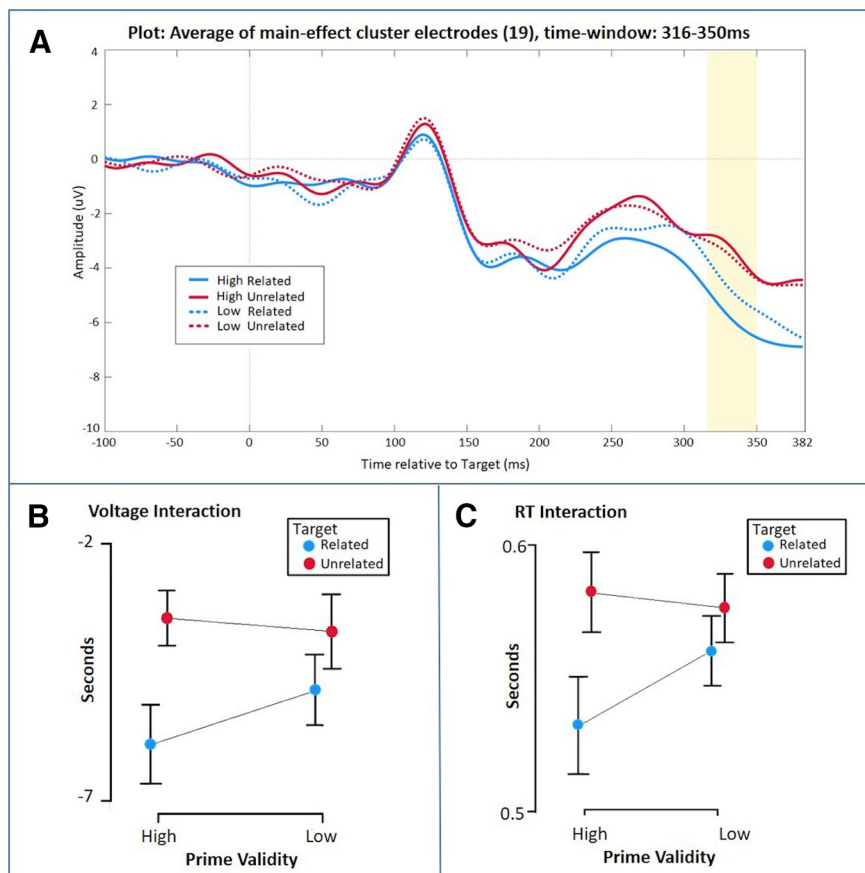 A
Plot: Average of main-effect cluster electrodes (19), time-window: 316-350ms
4
2
0
-2
-4
-6
-8
-10
Amplitude (uV)
High Related
High Unrelated
Low Related
Low Unrelated
-100
-50
0
50
100
150
200
250
300
350
382
Time relative to Target (ms)
B
Voltage Interaction
Target
Related
Unrelated
-2
-7
Seconds
High
Low
Prime Validity
C
RT Interaction
Target
Related
Unrelated
0.6
0.5
Seconds
High
Low
Prime Validity